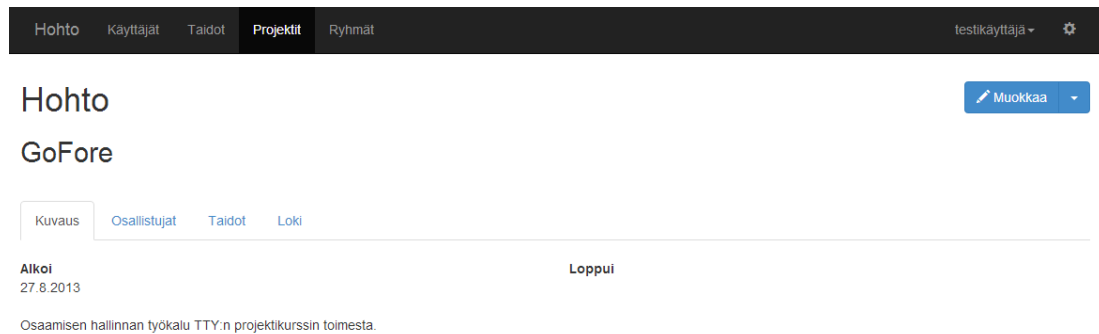 Hohto Käyttäjät Taidot Projektit Ryhmät testikäyttäjä
Hohto Muokkaa
GoFore
Kuvaus Osallistujat Taidot Loki
Alkoi Loppui
27.8.2013
Osaamisen hallinnan työkalu TTY:n projektikurssin toimesta.